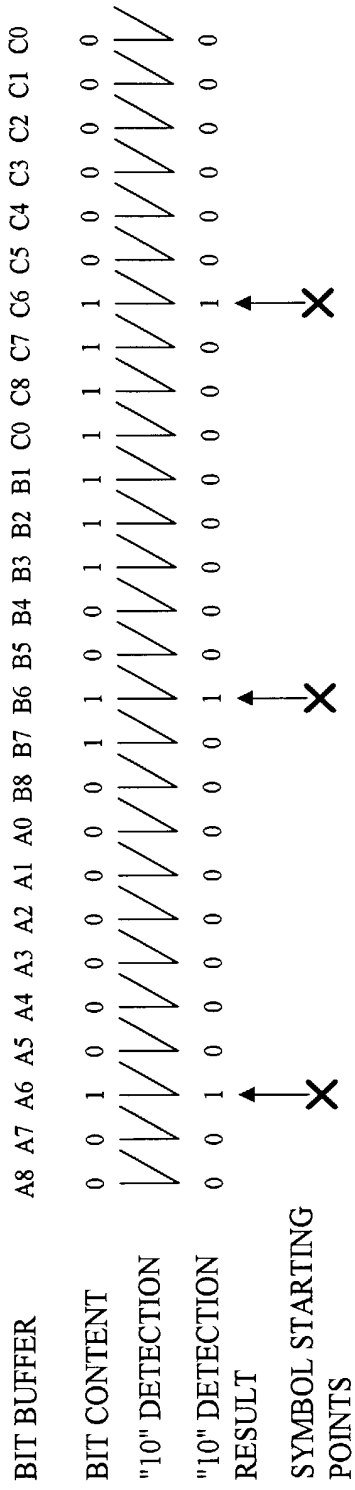 BIT BUFFER A8 A7 A6 A5 A4 A3 A2 A1 A0 B8 B7 B6 B5 B4 B3 B2 B1 C0 C8 C7 C6 C5 C4 C3 C2 C1 C0
BIT CONTENT 0 0 1 0 0 0 0 0 0 0 1 1 0 0 1 1 1 1 1 1 1 0 0 0 0 0 0
"10" DETECTION
"10" DETECTION RESULT 0 0 1 0 0 0 0 0 0 0 0 1 0 0 0 0 0 0 0 0 1 0 0 0 0 0 0
SYMBOL STARTING
POINTS